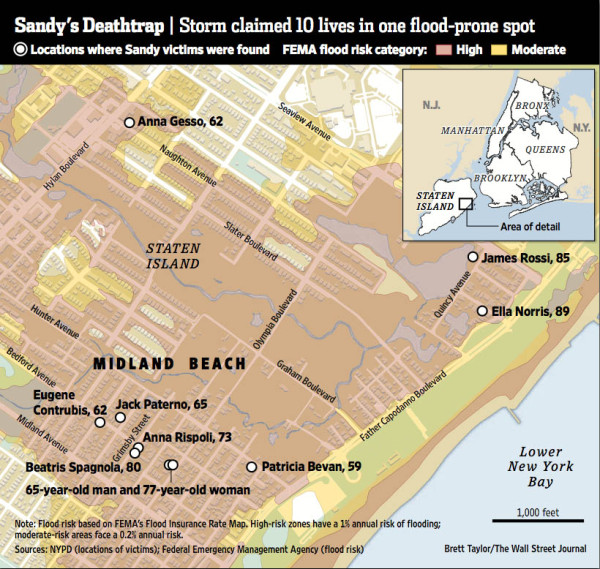 Sandy's Deathtrap | Storm claimed 10 lives in one flood-prone spot
Locations where Sandy victims were found FEMA flood risk category: High Moderate
Anna Gesso, 62
Seaview Avenue
Hylan Boulevard
Naughton Avenue
Slater Boulevard
STATEN
ISLAND
N.J.
BRONX
N.Y.
MANHATTAN
QUEENS
BROOKLYN
STATEN
ISLAND
Area of detail
James Rossi, 85
Quincy Avenue
Ella Norris, 89
Olympia Boulevard
Hunter Avenue
Bedford Avenue
MIDLAND BEACH
Graham Boulevard
Father Capodanno Boulevard
Eugene
Contrubis, 62
Jack Paterno, 65
Midland Avenue
Grimsby Street
Anna Rispoli, 73
Beatris Spagnola, 80
Patricia Bevan, 59
65-year-old man and 77-year-old woman
Lower
New York
Bay
1,000 feet
Note: Flood risk based on FEMA's Flood Insurance Rate Map. High-risk zones have a 1% annual risk of flooding;
moderate-risk areas face a 0.2% annual risk.
Sources: NYPD (locations of victims); Federal Emergency Management Agency (flood risk)
Brett Taylor/The Wall Street Journal